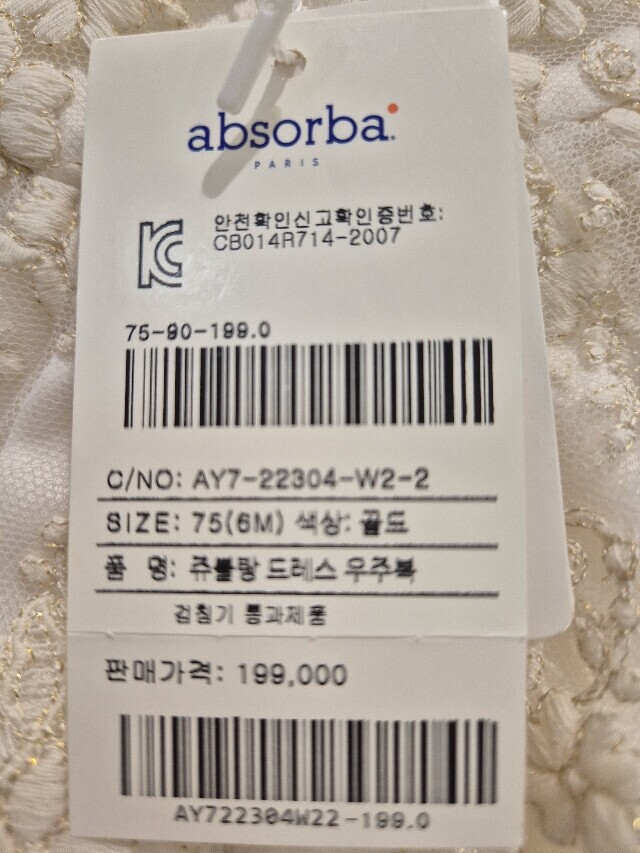 absorba
PARIS
안전확인신고확인증번호:
CB014R714-2007
75-90-199.0
C/NO: AY7-22304-W2-2
SIZE: 75(6M) 색상: 골드
품 명: 쥬블랑 드레스 우주복
검침기 통과제품
판매가격: 199,000
AY722304W22-199.0